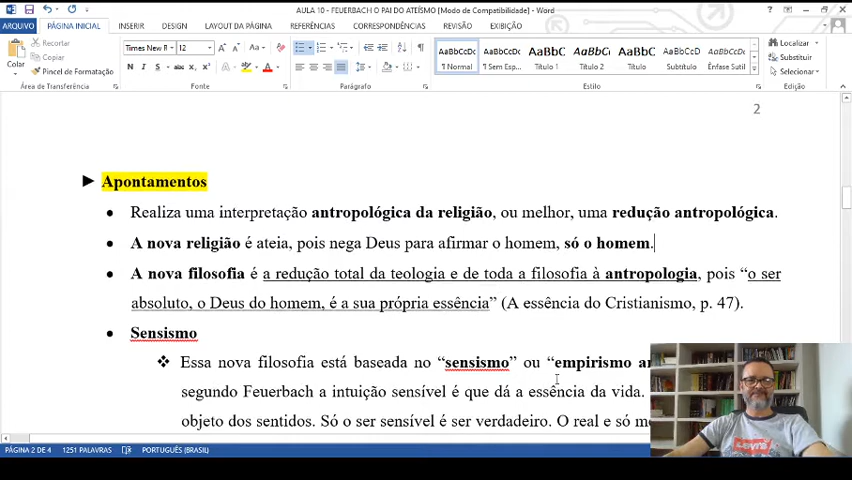 AULA 10 - FEUERBACH O PAI DO ATEÍSMO [Modo de Compatibilidade] - Word
ARQUIVO PÁGINA INICIAL INSERIR DESIGN LAYOUT DA PÁGINA REFERÊNCIAS CORRESPONDÊNCIAS REVISÃO EXIBIÇÃO
Recortar
Copiar
Pincel de Formatação
Colar
Área de Transferência
Times New R 12
N I S
Fonte
Parágrafo
AaBbCcDc AaBbCcDc AaBbC AaBbC AaBbC AaBbCcD AaBbCcDc
¶ Normal ¶ Sem Esp... Título 1 Título 2 Título Subtítulo Ênfase Sutil
Estilo
Localizar
Substituir
Selecionar
Edição
2
► Apontamentos
• Realiza uma interpretação antropológica da religião, ou melhor, uma redução antropológica.
• A nova religião é ateia, pois nega Deus para afirmar o homem, só o homem.
• A nova filosofia é a redução total da teologia e de toda a filosofia à antropologia, pois “o ser
absoluto, o Deus do homem, é a sua própria essência” (A essência do Cristianismo, p. 47).
• Sensismo
❖ Essa nova filosofia está baseada no “sensismo” ou “empirismo
segundo Feuerbach a intuição sensível é que dá a essência da vida.
objeto dos sentidos. Só o ser sensível é ser verdadeiro. O real e só
PÁGINA 2 DE 4 1251 PALAVRAS PORTUGUÊS (BRASIL)